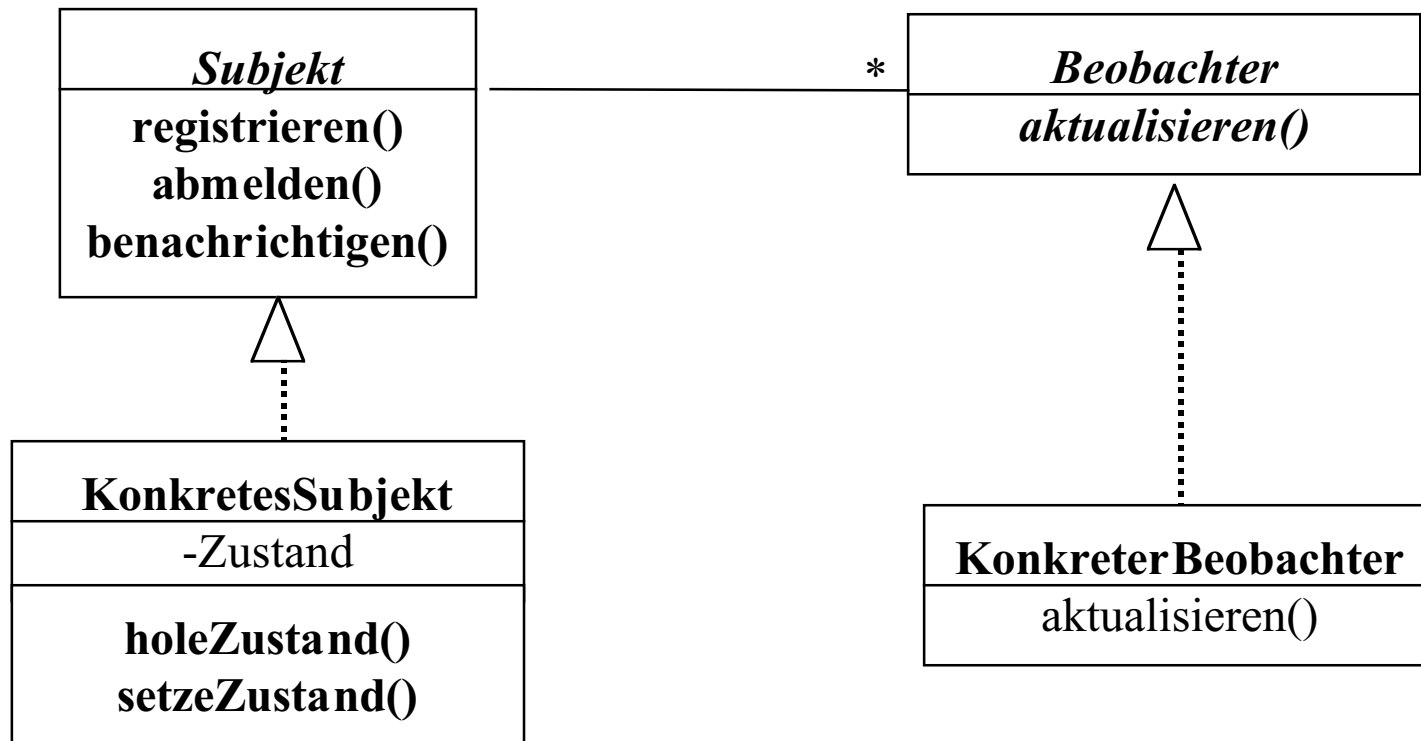 Subjekt
registrieren()
abmelden()
benachrichtigen()
*
Beobachter
aktualisieren()
KonkretesSubjekt
-Zustand
holeZustand()
setzeZustand()
KonkreterBeobachter
aktualisieren()